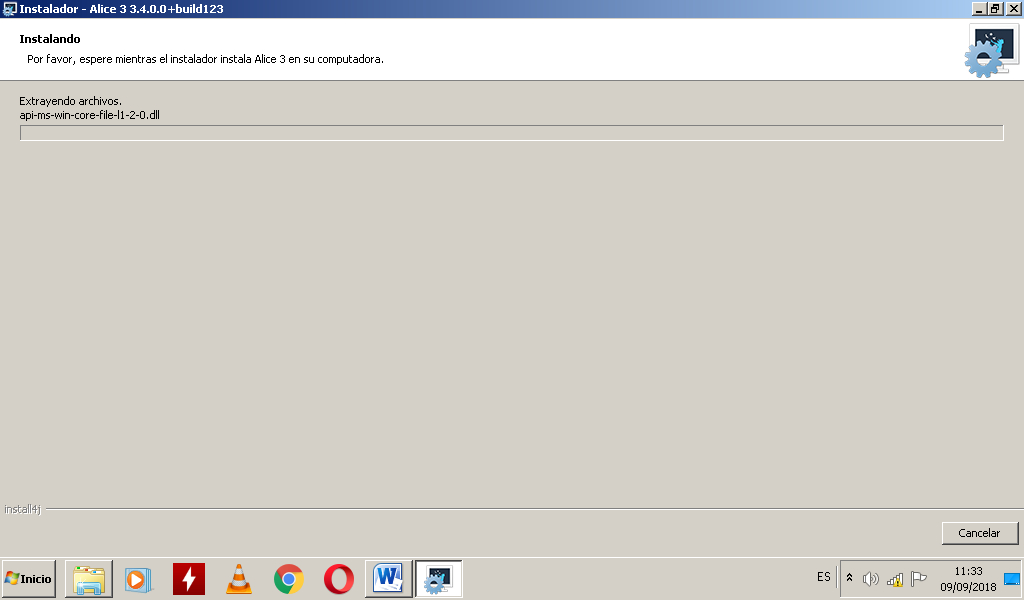 Instalador - Alice 3 3.4.0.0+build123
Instalando
Por favor, espere mientras el instalador instala Alice 3 en su computadora.
Extrayendo archivos.
api-ms-win-core-file-l1-2-0.dll
install4j
Cancelar
Inicio
W
ES
11:33
09/09/2018